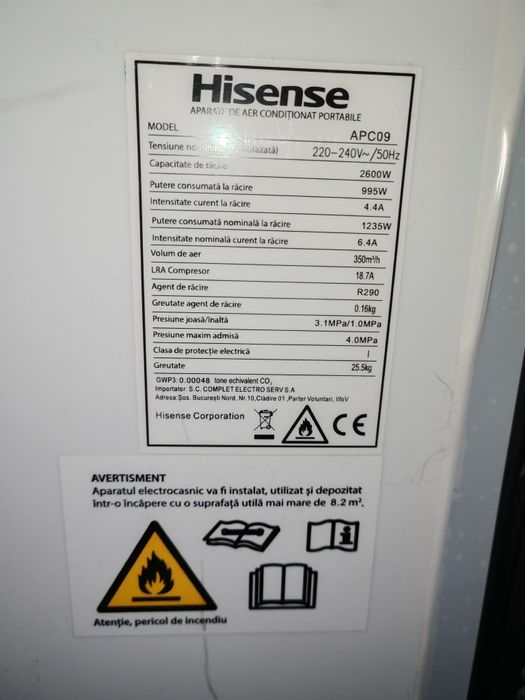 Hisense
APARATE DE AER CONDIȚIONAT PORTABILE
MODEL APC09
Tensiune 220-240V~/50Hz
Capacitate de răcire 2600W
Putere consumată la răcire 995W
Intensitate curent la răcire 4.4A
Putere consumată nominală la răcire 1235W
Intensitate nominală curent la răcire 6.4A
Volum de aer 350m³/h
LRA Compresor 18.7A
Agent de răcire R290
Greutate agent de răcire 0.16kg
Presiune joasă/înaltă 3.1MPa/1.0MPa
Presiune maxim admisă 4.0MPa
Clasa de protecție electrică I
Greutate 25.5kg
GWP3: 0.00048 tone echivalent CO₂
Importator: S.C. COMPLET ELECTRO SERV S.A
Adresa:Șos. București Nord, Nr.10,Clădire 01 ,Parter Voluntari, IlfoV
Hisense Corporation CE
AVERTISMENT
Aparatul electrocasnic va fi instalat, utilizat și depozitat
într-o încăpere cu o suprafață utilă mai mare de 8.2 m².
Atenție, pericol de incendiu